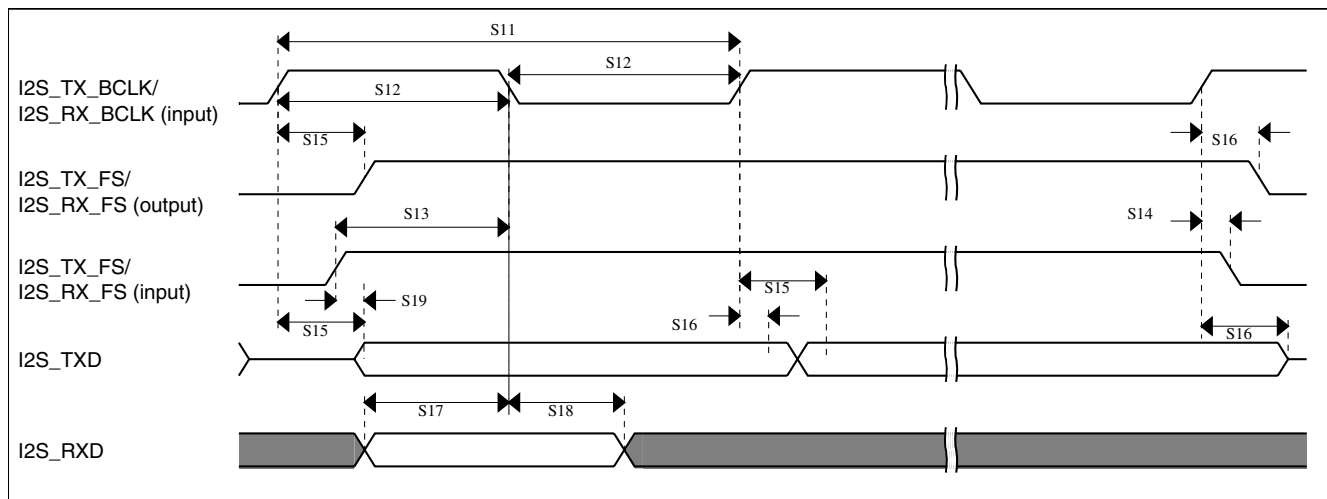 S11
I2S_TX_BCLK/
I2S_RX_BCLK (input)
S12
S12
S15
S16
I2S_TX_FS/
I2S_RX_FS (output)
S13
S14
I2S_TX_FS/
I2S_RX_FS (input)
S19
S15
S15
S16
S16
I2S_TXD
S17
S18
I2S_RXD